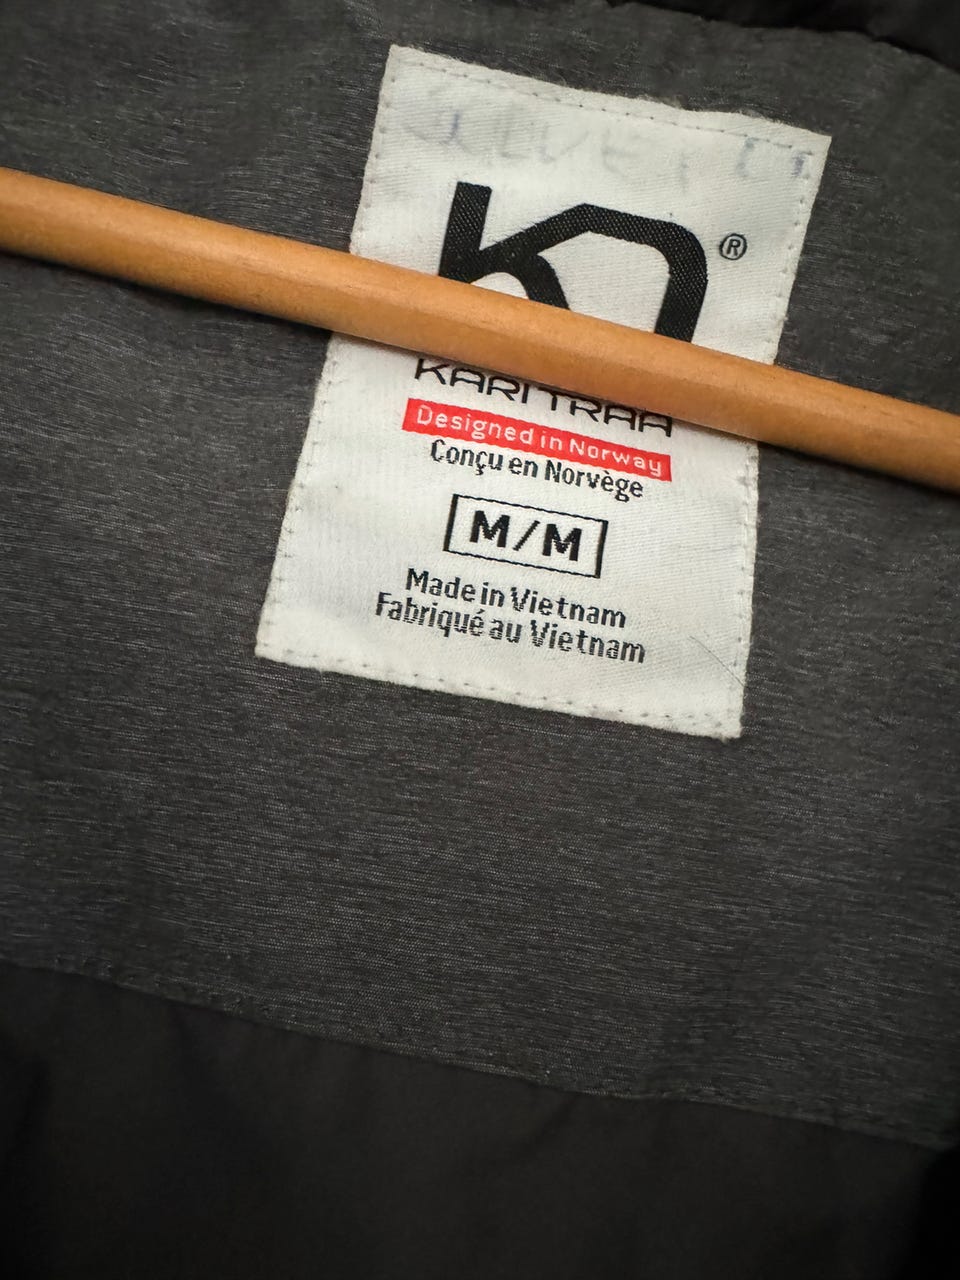 ®
KARI TRAA
Designed in Norway
Conçu en Norvège
M/M
Made in Vietnam
Fabriqué au Vietnam